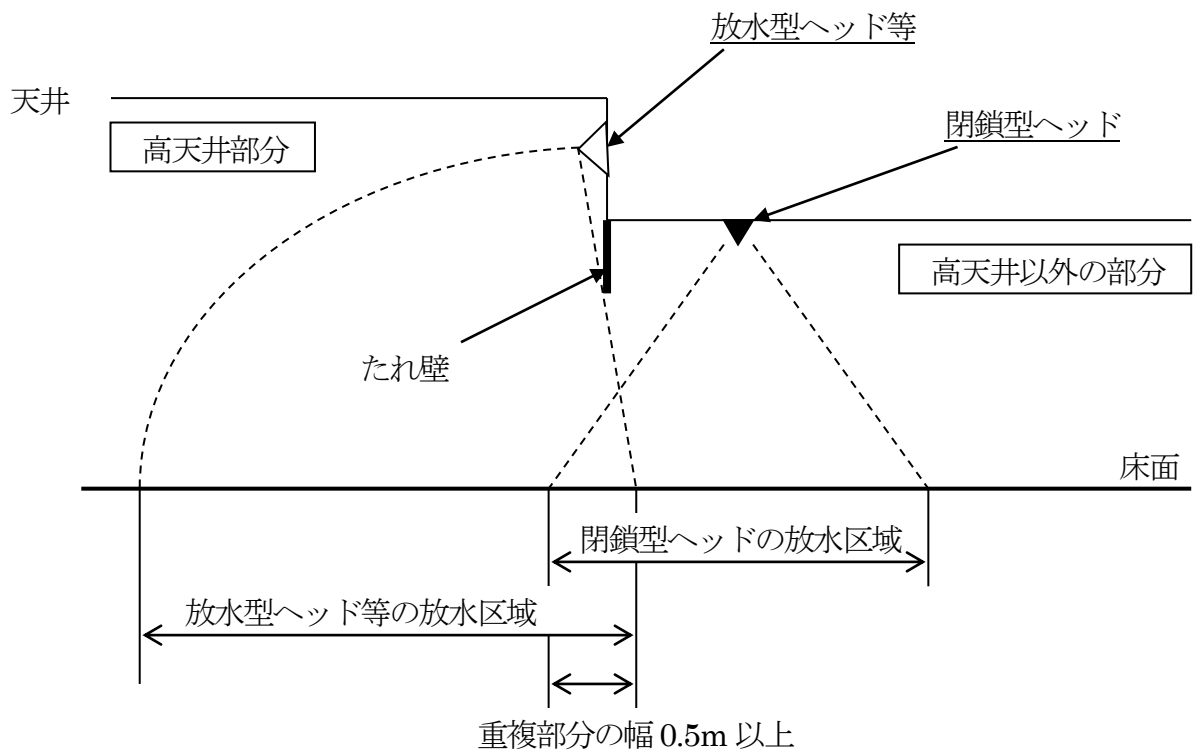 放水型ヘッド等
天井
閉鎖型ヘッド
高天井部分
高天井以外の部分
たれ壁
床面
閉鎖型ヘッドの放水区域
放水型ヘッド等の放水区域
重複部分の幅 0.5m 以上